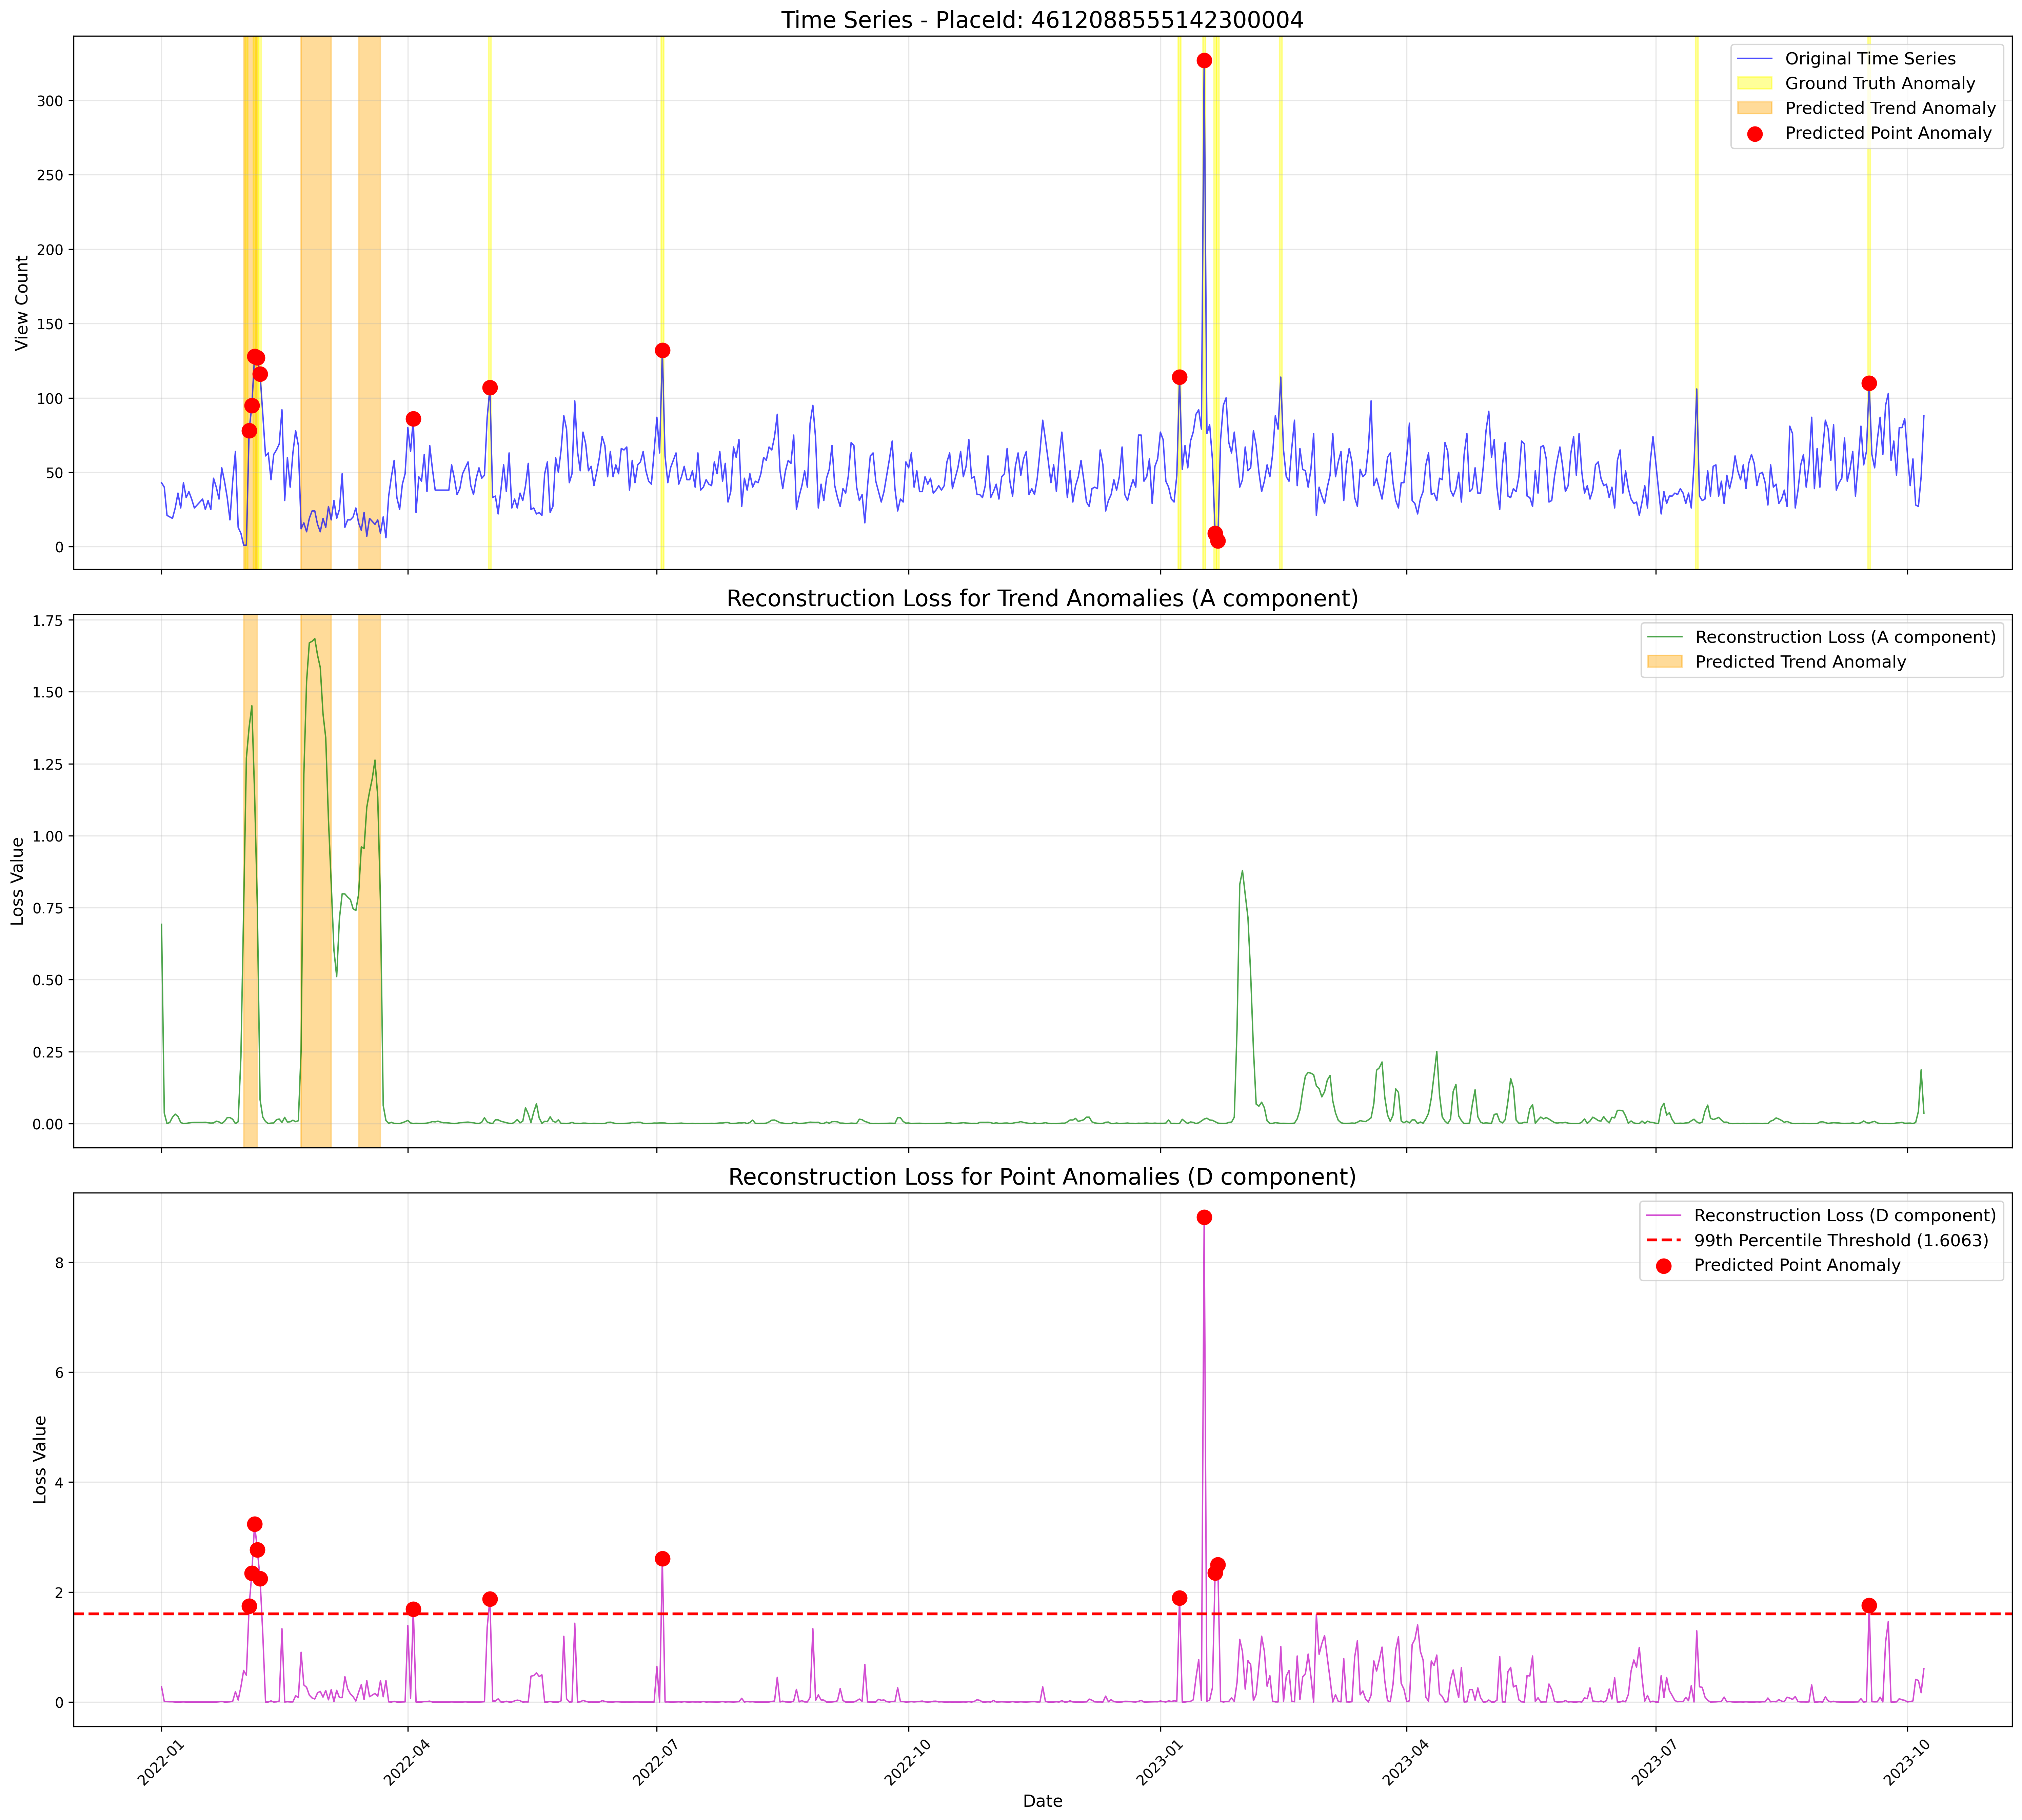 Time Series - PlaceId: 4612088555142300004
View Count
300
250
200
150
100
50
0
Original Time Series
Ground Truth Anomaly
Predicted Trend Anomaly
Predicted Point Anomaly
Reconstruction Loss for Trend Anomalies (A component)
Loss Value
1.75
1.50
1.25
1.00
0.75
0.50
0.25
0.00
Reconstruction Loss (A component)
Predicted Trend Anomaly
Reconstruction Loss for Point Anomalies (D component)
Loss Value
8
6
4
2
0
Reconstruction Loss (D component)
99th Percentile Threshold (1.6063)
Predicted Point Anomaly
2022-01
2022-04
2022-07
2022-10
2023-01
2023-04
2023-07
2023-10
Date